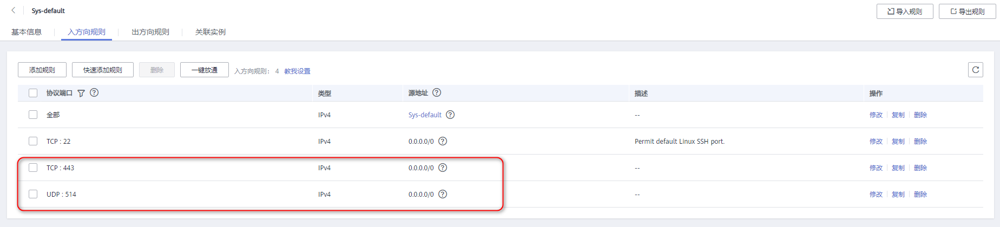 Sys-default
导入规则 导出规则
基本信息 入方向规则 出方向规则 关联实例
添加规则 快速添加规则 删除 一键放通 入方向规则: 4 教我设置
协议端口 类型 源地址 描述 操作
全部 IPv4 Sys-default -- 修改 复制 删除
TCP : 22 IPv4 0.0.0.0/0 Permit default Linux SSH port. 修改 复制 删除
TCP : 443 IPv4 0.0.0.0/0 -- 修改 复制 删除
UDP : 514 IPv4 0.0.0.0/0 -- 修改 复制 删除